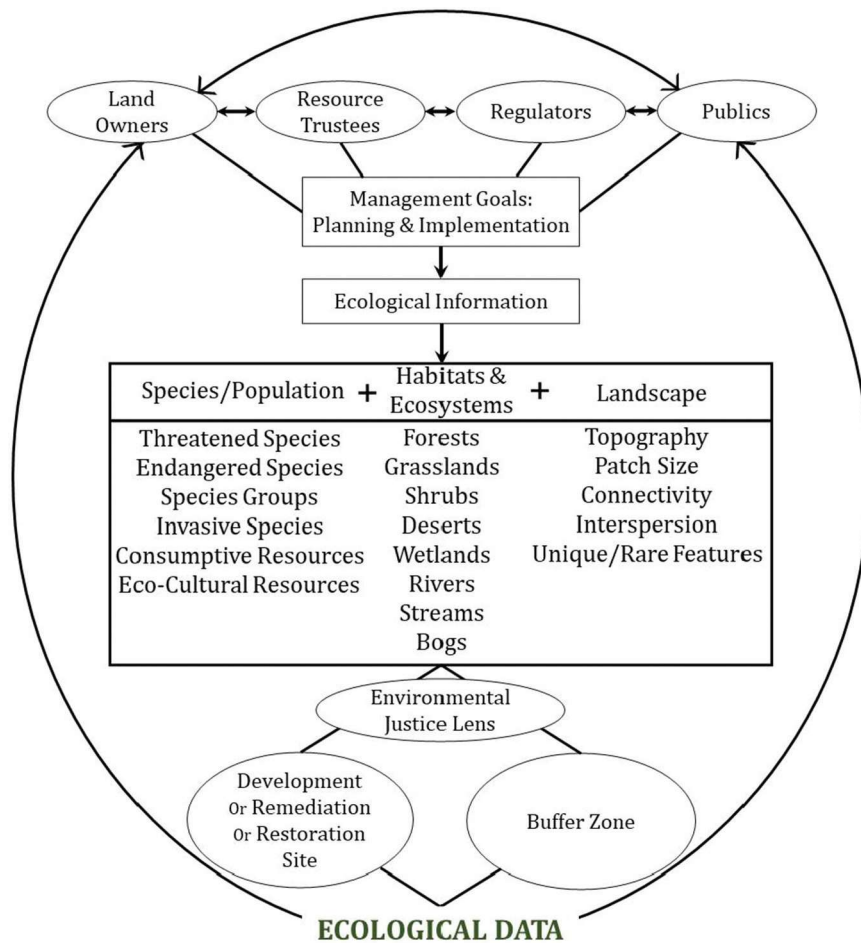 Land
Owners
Resource
Trustees
Regulators
Publics
Management Goals:
Planning & Implementation
Ecological Information
Species/Population + Habitats &
Ecosystems + Landscape
Threatened Species
Endangered Species
Species Groups
Invasive Species
Consumptive Resources
Eco-Cultural Resources
Forests
Grasslands
Shrubs
Deserts
Wetlands
Rivers
Streams
Bogs
Topography
Patch Size
Connectivity
Interspersion
Unique/Rare Features
Environmental
Justice Lens
Development
Or Remediation
Or Restoration
Site
Buffer Zone
ECOLOGICAL DATA